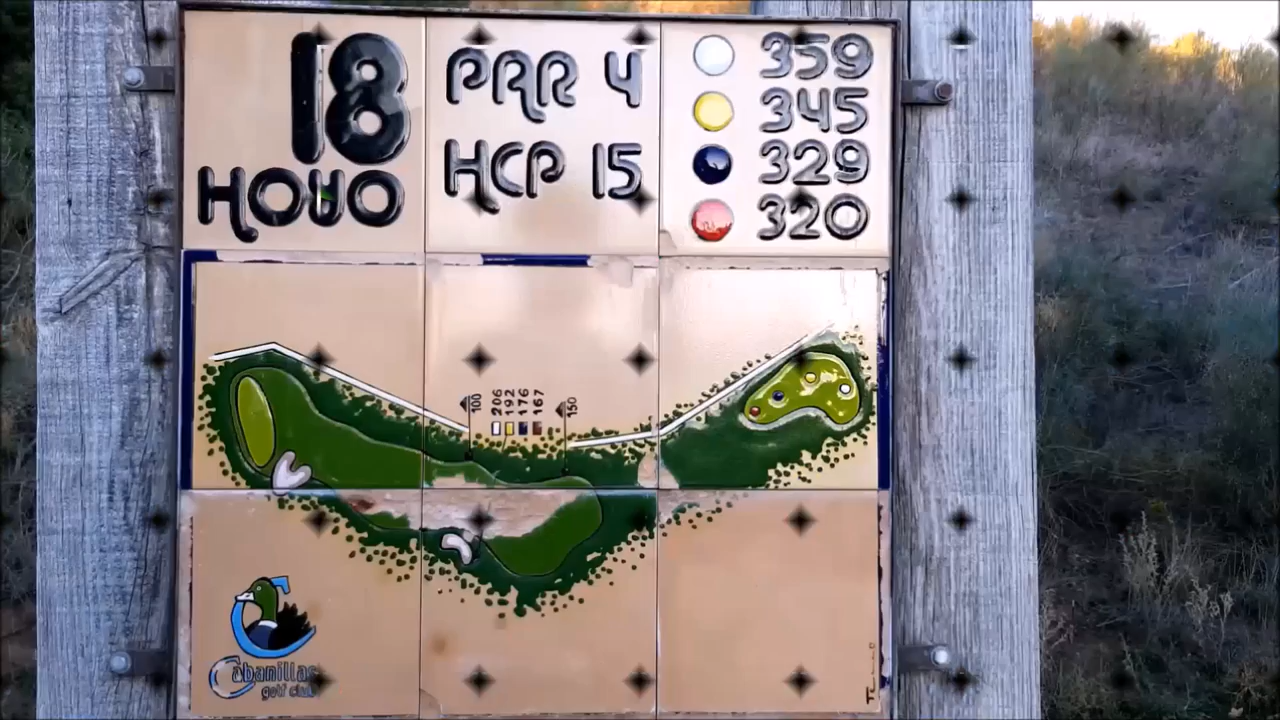 18
HOYO
PAR 4
HCP 15
359
345
329
320
100
206
192
176
167
150
Cabanillas
golf club